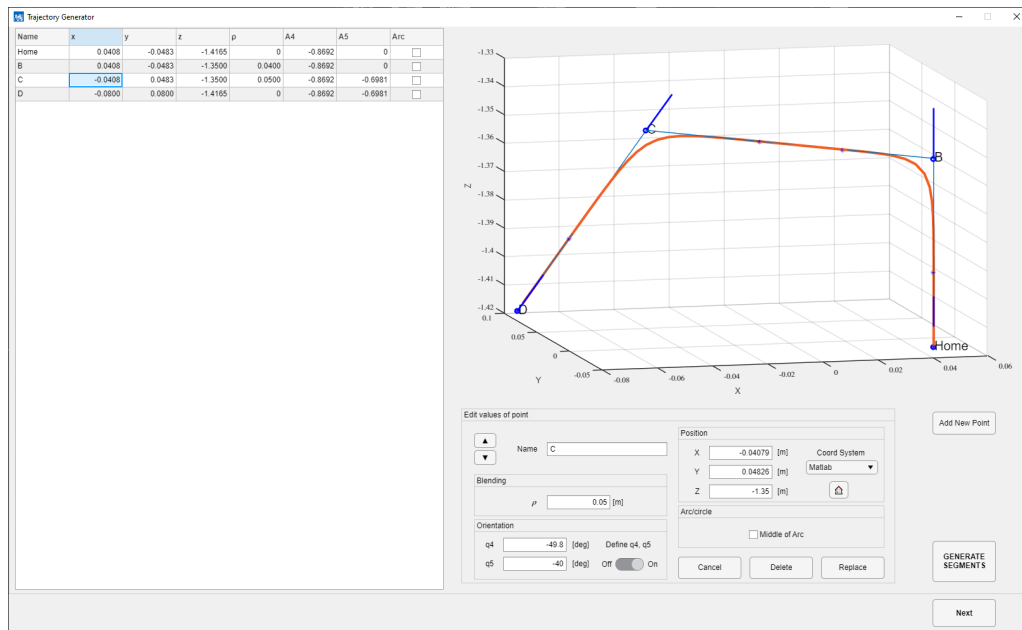 Trajectory Generator
Name x y z ρ A4 A5 Arc
Home 0.0408 -0.0483 -1.4165 0 -0.8692 0
B 0.0408 -0.0483 -1.3500 0.0400 -0.8692 0
C -0.0408 0.0483 -1.3500 0.0500 -0.8692 -0.6981
D -0.0800 0.0800 -1.4165 0 -0.8692 -0.6981
-1.33
-1.34
-1.35
-1.36
-1.37
-1.38
-1.39
-1.4
-1.41
-1.42
Z
C
B
D
Home
0.1
0.05
0
-0.05
Y
-0.08
-0.06
-0.04
-0.02
0
0.02
0.04
0.06
X
Edit values of point
▲
▼
Name C
Blending
ρ 0.05 [m]
Orientation
q4 -49.8 [deg] Define q4, q5
q5 -40 [deg] Off On
Position
X -0.04079 [m] Coord System
Y 0.04826 [m] Matlab ▼
Z -1.35 [m]
Arc/circle
Middle of Arc
Cancel Delete Replace
Add New Point
GENERATE
SEGMENTS
Next